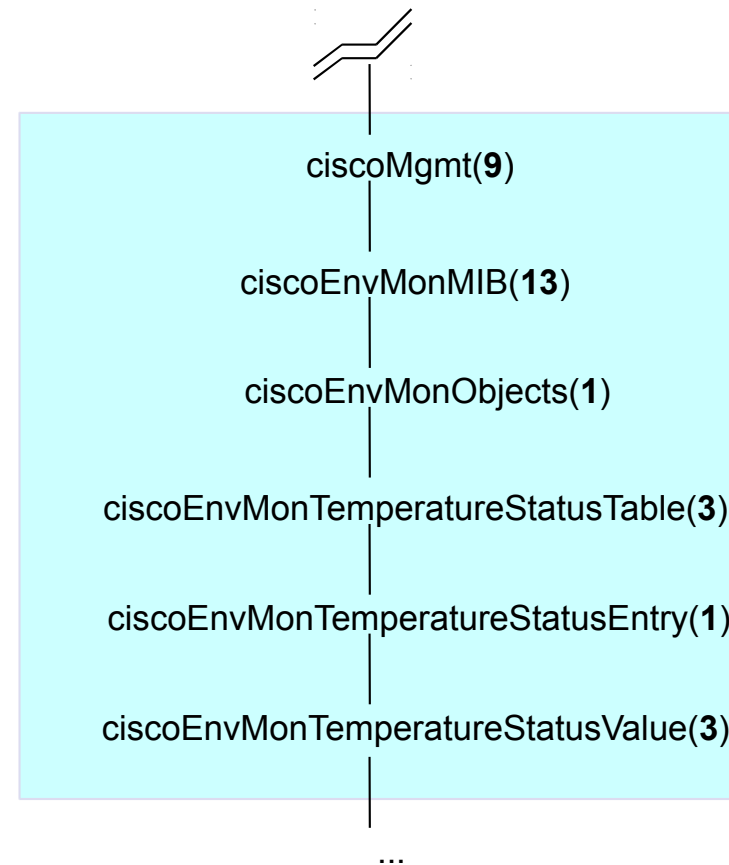 ciscoMgmt(9)
ciscoEnvMonMIB(13)
ciscoEnvMonObjects(1)
ciscoEnvMonTemperatureStatusTable(3)
ciscoEnvMonTemperatureStatusEntry(1)
ciscoEnvMonTemperatureStatusValue(3)
...